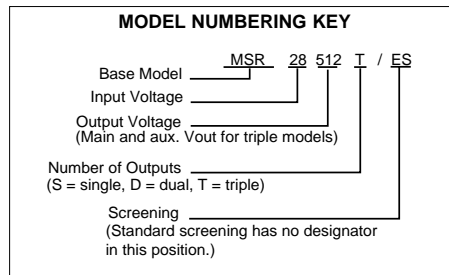 MODEL NUMBERING KEY
MSR 28 512 T / ES
Base Model
Input Voltage
Output Voltage
(Main and aux. Vout for triple models)
Number of Outputs
(S = single, D = dual, T = triple)
Screening
(Standard screening has no designator
in this position.)